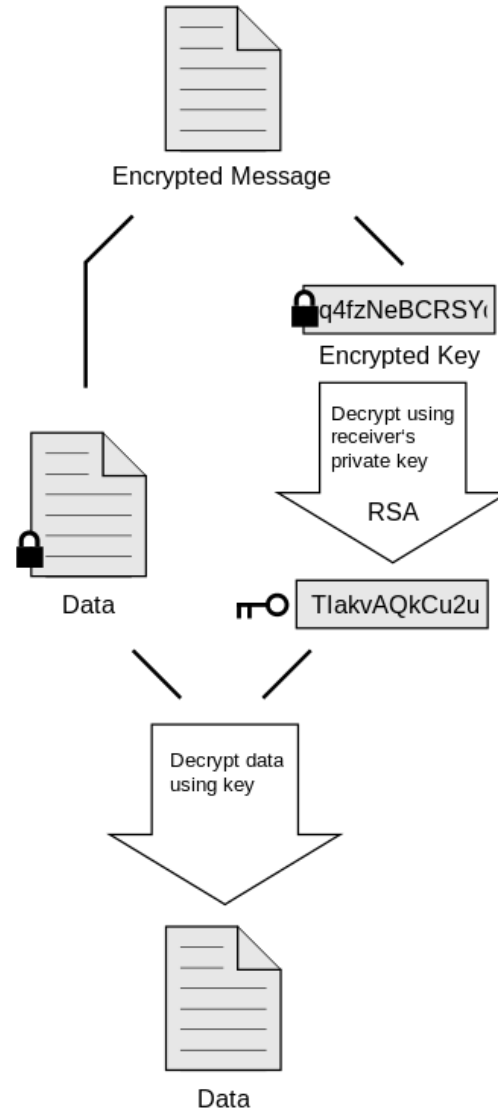 Encrypted Message
q4fzNeBCRSY
Encrypted Key
Decrypt using
receiver‘s
private key
RSA
Data
TIakvAQkCu2u
Decrypt data
using key
Data